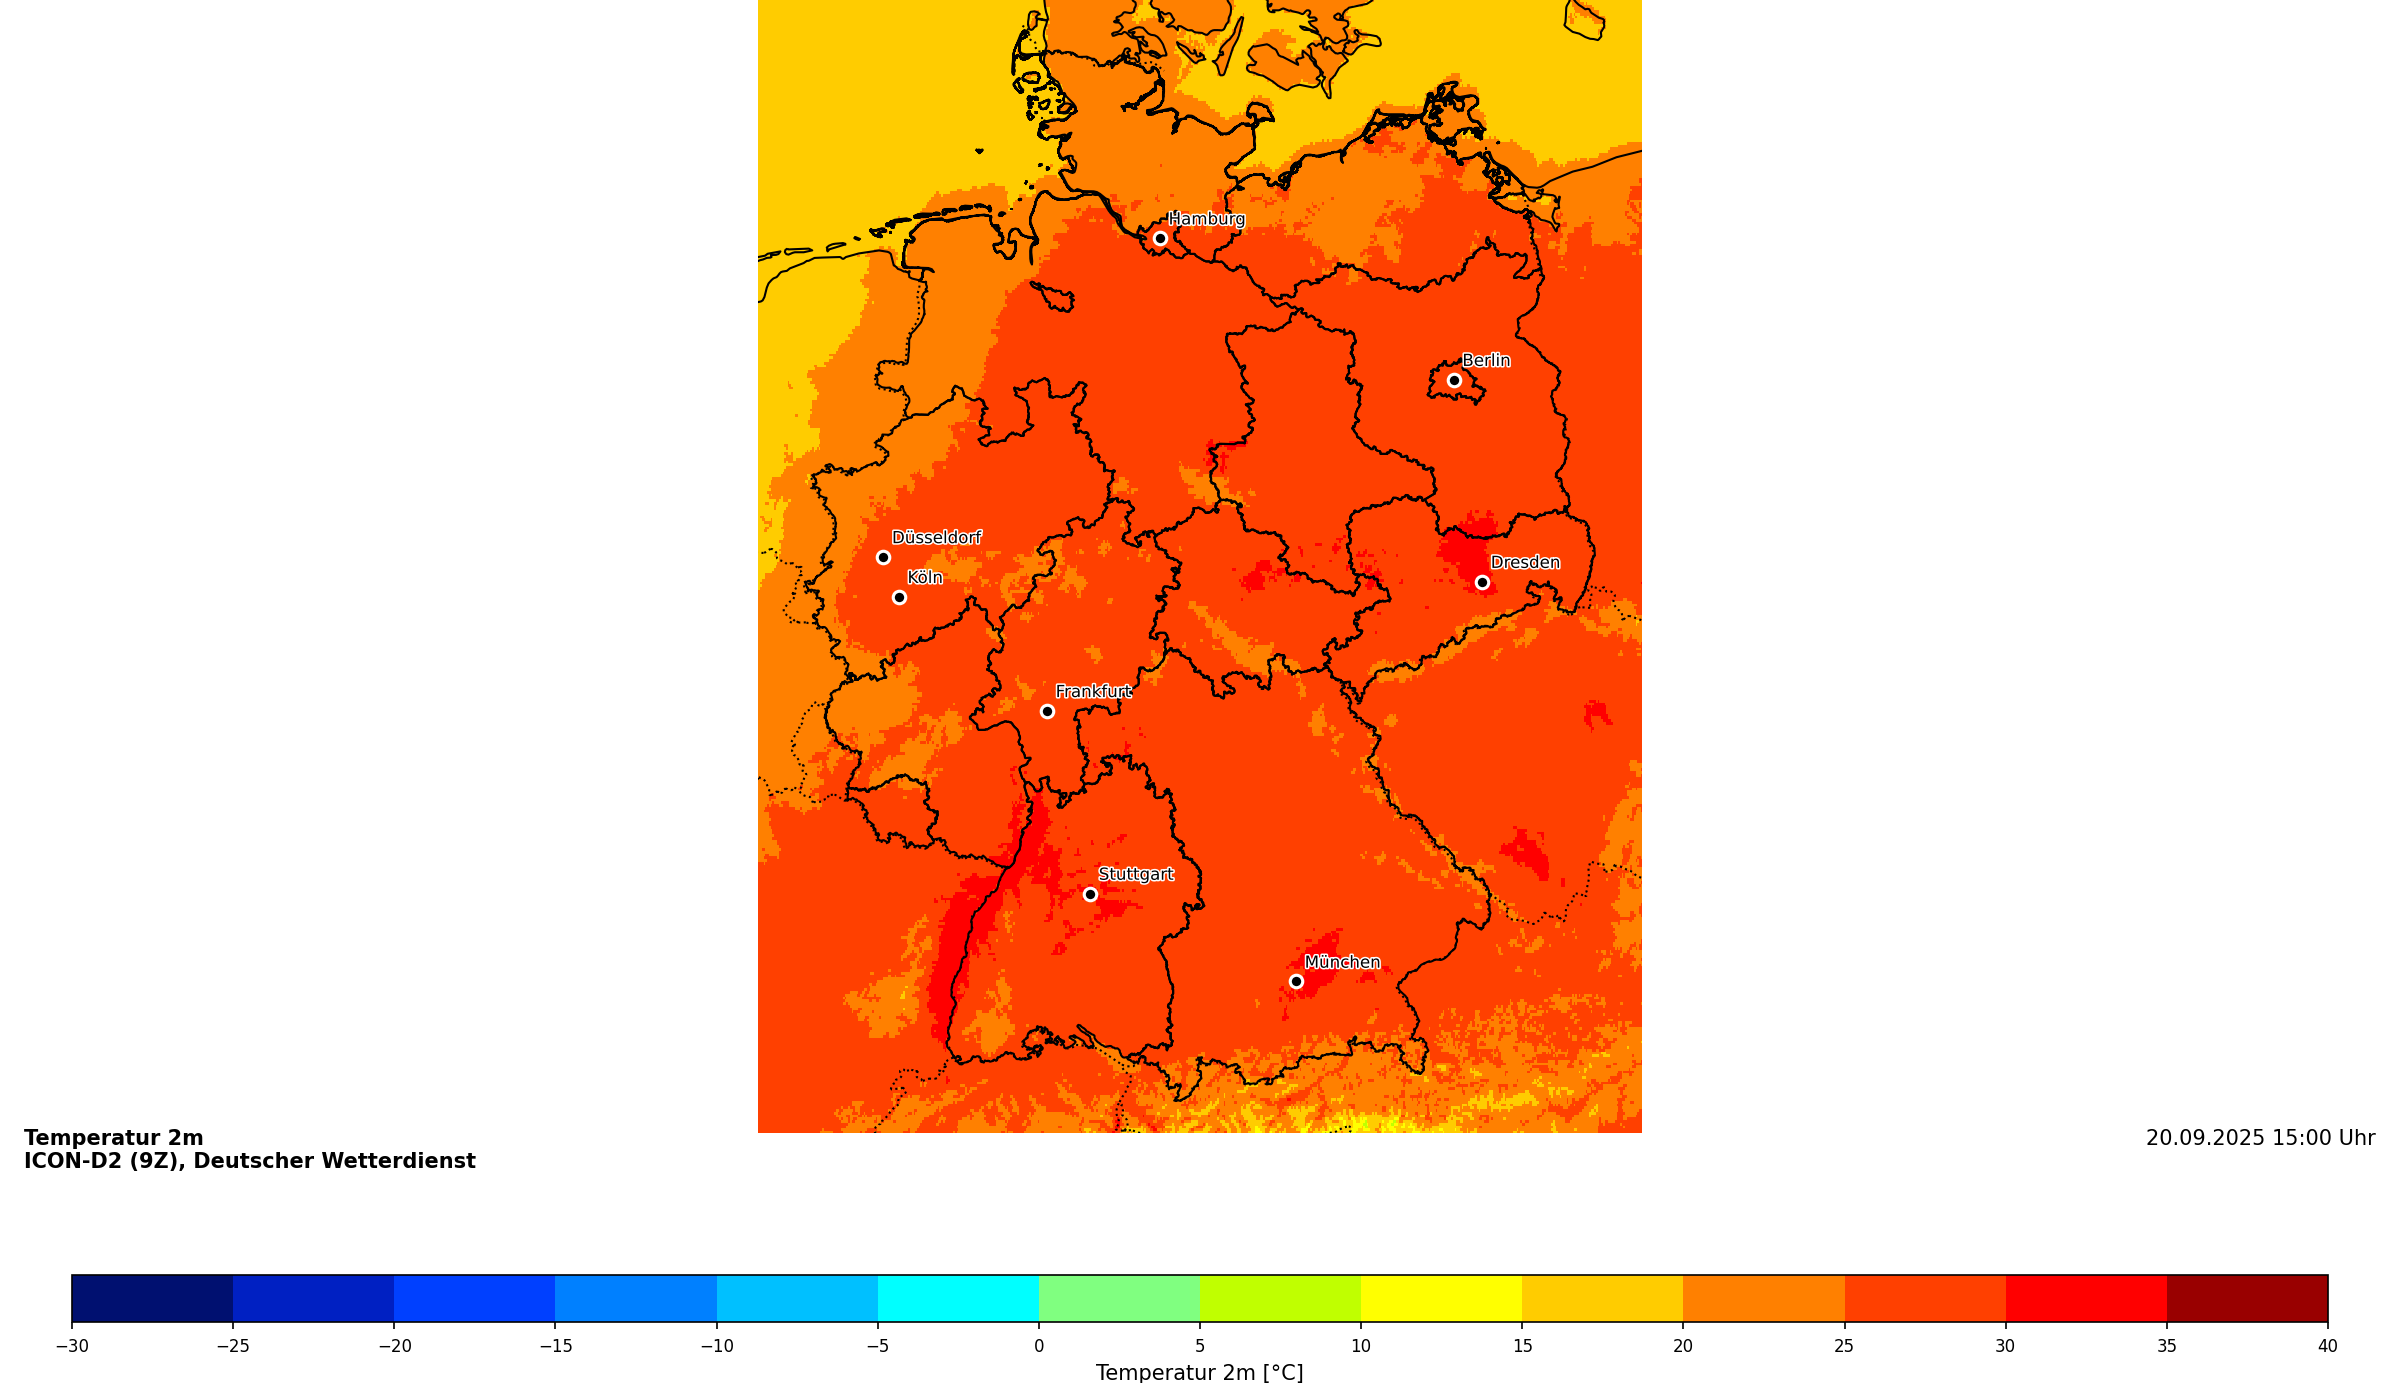 Hamburg
Berlin
Düsseldorf
Köln
Dresden
Frankfurt
Stuttgart
München
Temperatur 2m
ICON-D2 (9Z), Deutscher Wetterdienst
20.09.2025 15:00 Uhr
−30 −25 −20 −15 −10 −5 0 5 10 15 20 25 30 35 40
Temperatur 2m [°C]